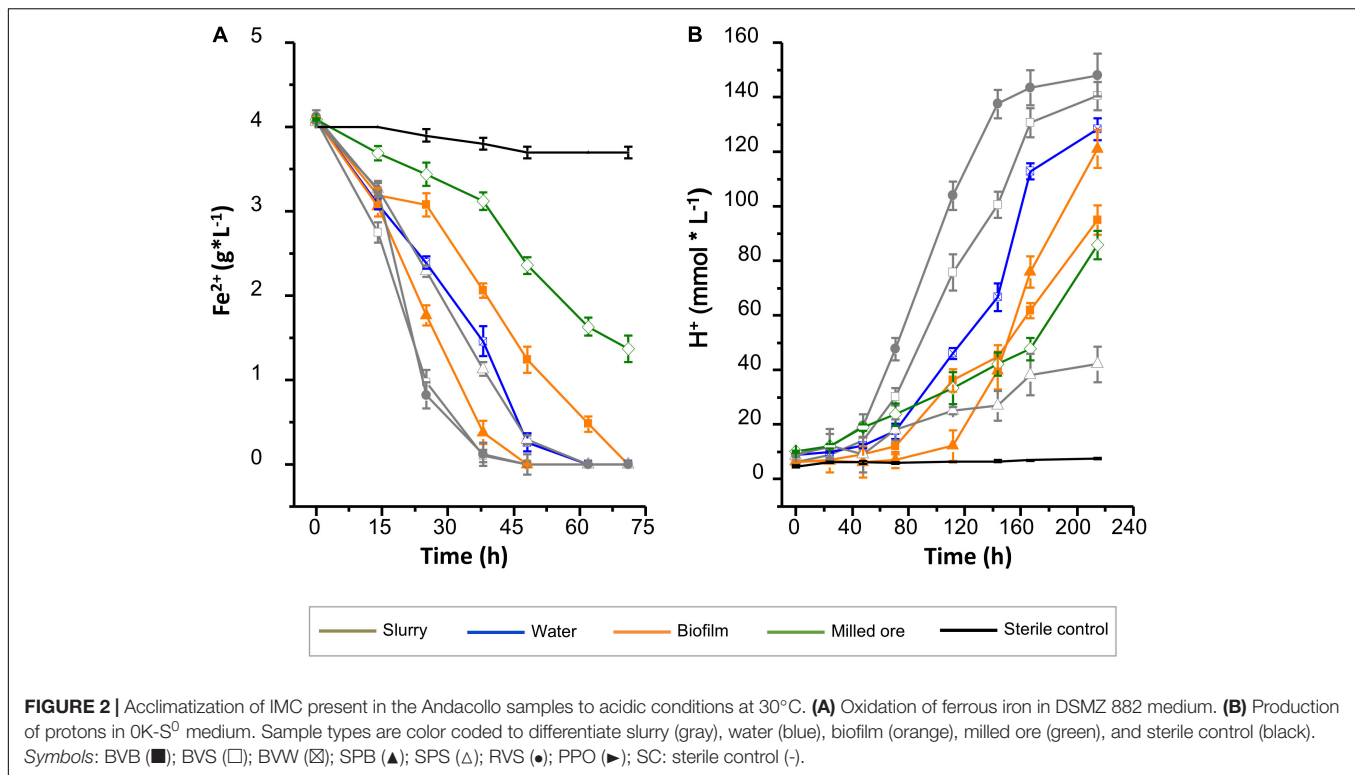 A
5
4
3
2
1
0
Fe²⁺ (g*L⁻¹)
0 15 30 45 60 75
Time (h)
B
160
140
120
100
80
60
40
20
0
H⁺ (mmol * L⁻¹)
0 40 80 120 160 200 240
Time (h)
Slurry Water Biofilm Milled ore Sterile control
FIGURE 2 | Acclimatization of IMC present in the Andacollo samples to acidic conditions at 30°C. (A) Oxidation of ferrous iron in DSMZ 882 medium. (B) Production
of protons in 0K-S⁰ medium. Sample types are color coded to differentiate slurry (gray), water (blue), biofilm (orange), milled ore (green), and sterile control (black).
Symbols: BVB (■); BVS (□); BVW (☒); SPB (▲); SPS (△); RVS (●); PPO (►); SC: sterile control (-).